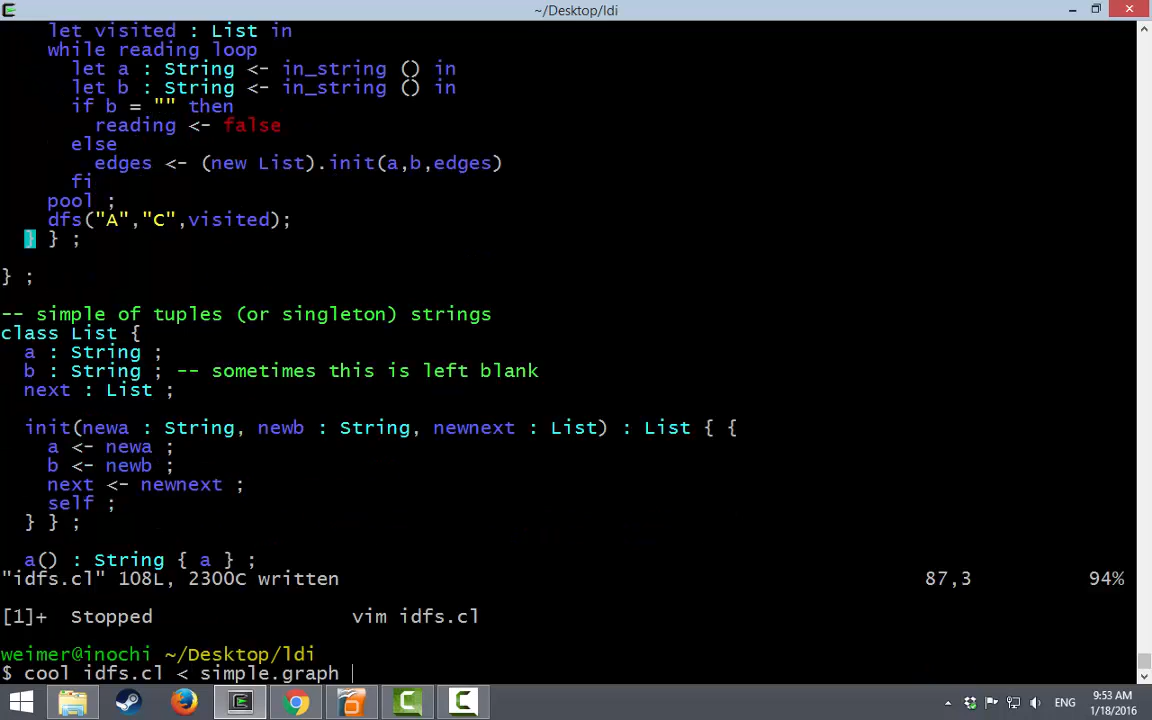 ~/Desktop/ldi
let visited : List in
while reading loop
let a : String <- in_string () in
let b : String <- in_string () in
if b = "" then
reading <- false
else
edges <- (new List).init(a,b,edges)
fi
pool ;
dfs("A","C",visited);
} } ;
} ;
-- simple of tuples (or singleton) strings
class List {
a : String ;
b : String ; -- sometimes this is left blank
next : List ;
init(newa : String, newb : String, newnext : List) : List { {
a <- newa ;
b <- newb ;
next <- newnext ;
self ;
} } ;
a() : String { a } ;
"idfs.cl" 108L, 2300C written 87,3 94%
[1]+ Stopped vim idfs.cl
weimer@inochi ~/Desktop/ldi
$ cool idfs.cl < simple.graph
ENG
9:53 AM
1/18/2016